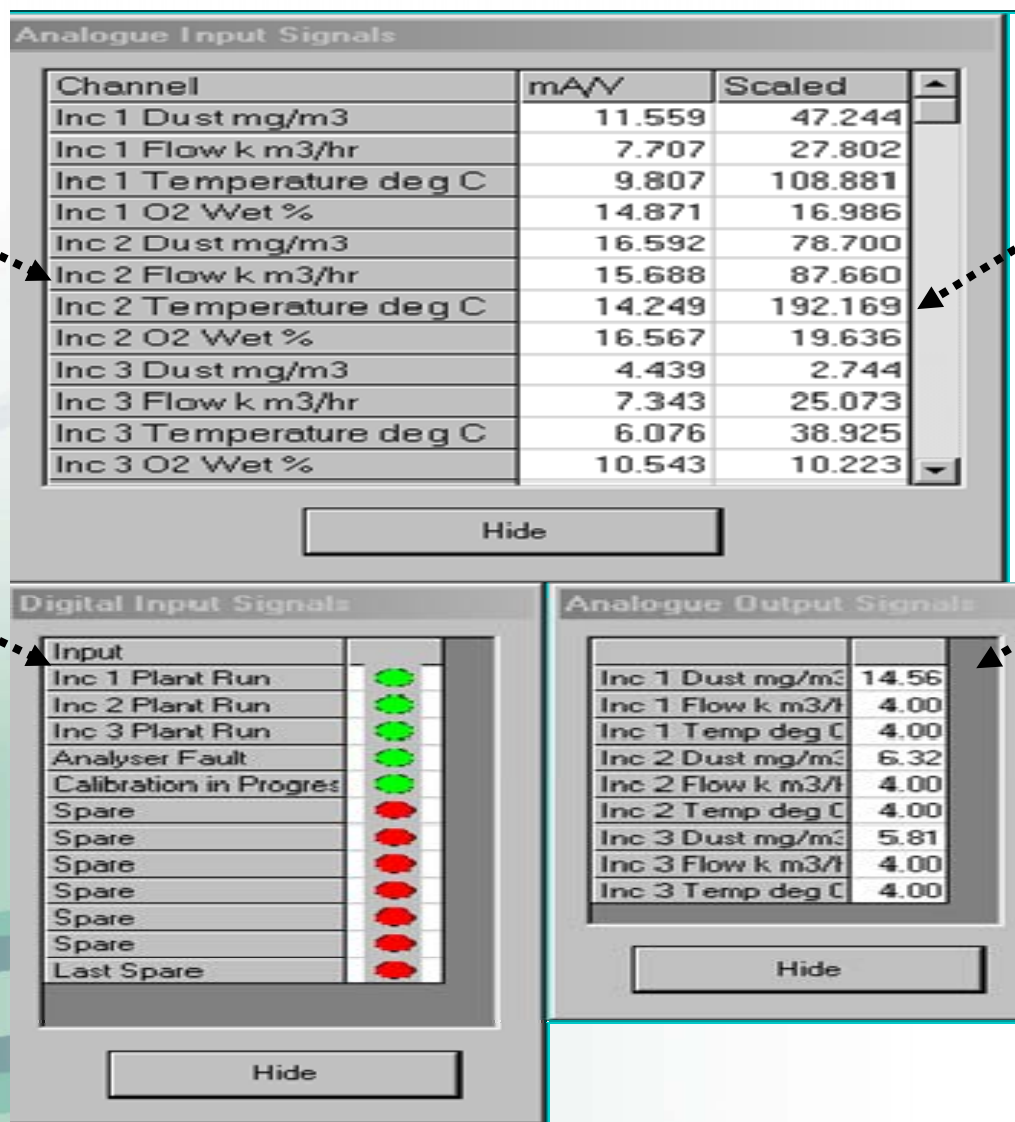 Analogue Input Signals
Channel mA/V Scaled
Inc 1 Dust mg/m3 11.559 47.244
Inc 1 Flow k m3/hr 7.707 27.802
Inc 1 Temperature deg C 9.807 108.881
Inc 1 O2 Wet % 14.871 16.986
Inc 2 Dust mg/m3 16.592 78.700
Inc 2 Flow k m3/hr 15.688 87.660
Inc 2 Temperature deg C 14.249 192.169
Inc 2 O2 Wet % 16.567 19.636
Inc 3 Dust mg/m3 4.439 2.744
Inc 3 Flow k m3/hr 7.343 25.073
Inc 3 Temperature deg C 6.076 38.925
Inc 3 O2 Wet % 10.543 10.223
Hide
Digital Input Signals
Input
Inc 1 Plant Run
Inc 2 Plant Run
Inc 3 Plant Run
Analyser Fault
Calibration in Progres
Spare
Spare
Spare
Spare
Spare
Spare
Last Spare
Hide
Analogue Output Signals
Inc 1 Dust mg/m3 14.56
Inc 1 Flow k m3/h 4.00
Inc 1 Temp deg C 4.00
Inc 2 Dust mg/m3 6.32
Inc 2 Flow k m3/h 4.00
Inc 2 Temp deg C 4.00
Inc 3 Dust mg/m3 5.81
Inc 3 Flow k m3/h 4.00
Inc 3 Temp deg C 4.00
Hide